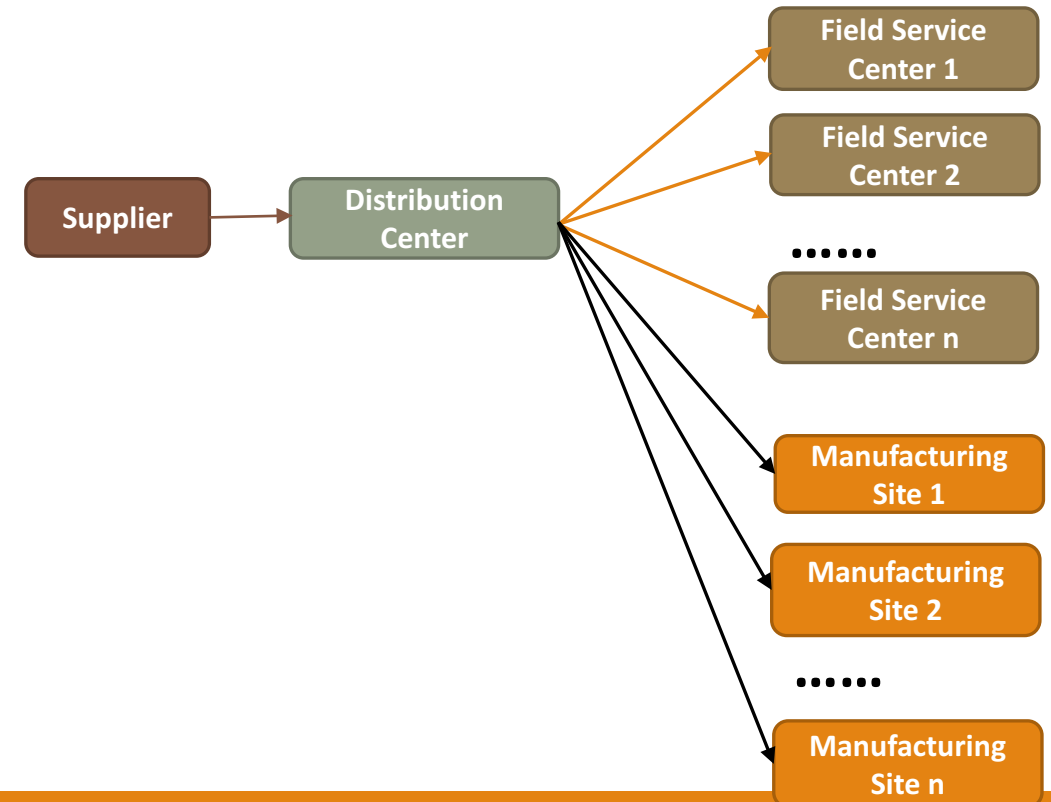 Supplier
Distribution
Center
Field Service
Center 1
Field Service
Center 2
……
Field Service
Center n
Manufacturing
Site 1
Manufacturing
Site 2
……
Manufacturing
Site n